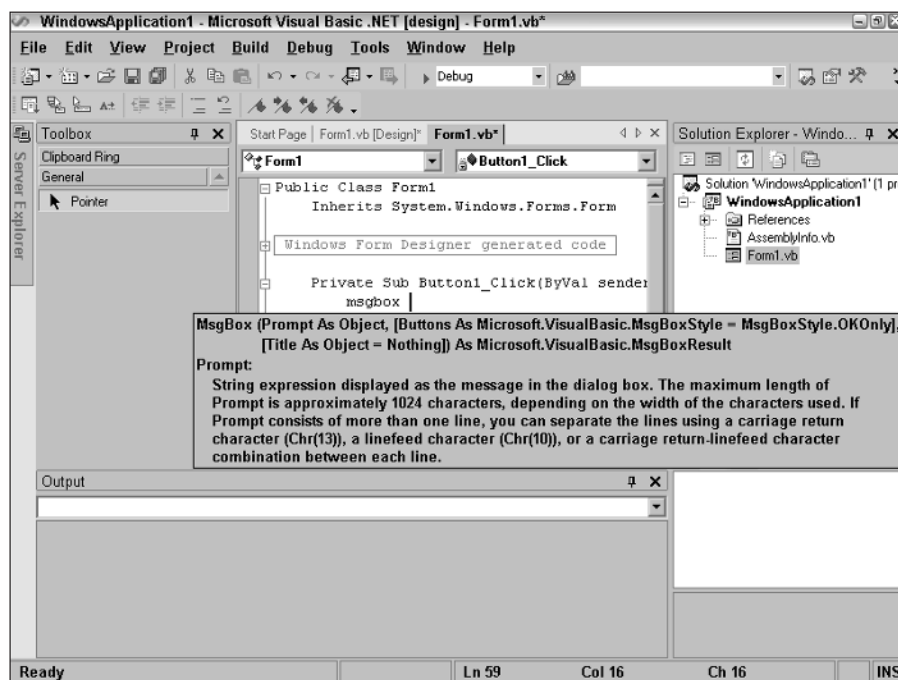 WindowsApplication1 - Microsoft Visual Basic .NET [design] - Form1.vb*
File Edit View Project Build Debug Tools Window Help
Debug
Toolbox
Start Page Form1.vb [Design]* Form1.vb*
Solution Explorer - Windo...
Server Explorer
Clipboard Ring
General
Pointer
Form1
Button1_Click
Public Class Form1
Inherits System.Windows.Forms.Form
Windows Form Designer generated code
Private Sub Button1_Click(ByVal sender
msgbox
Solution 'WindowsApplication1' (1 pr
WindowsApplication1
References
AssemblyInfo.vb
Form1.vb
MsgBox (Prompt As Object, [Buttons As Microsoft.VisualBasic.MsgBoxStyle = MsgBoxStyle.OKOnly],
[Title As Object = Nothing]) As Microsoft.VisualBasic.MsgBoxResult
Prompt:
String expression displayed as the message in the dialog box. The maximum length of
Prompt is approximately 1024 characters, depending on the width of the characters used. If
Prompt consists of more than one line, you can separate the lines using a carriage return
character (Chr(13)), a linefeed character (Chr(10)), or a carriage return-linefeed character
combination between each line.
Output
Ready Ln 59 Col 16 Ch 16 INS